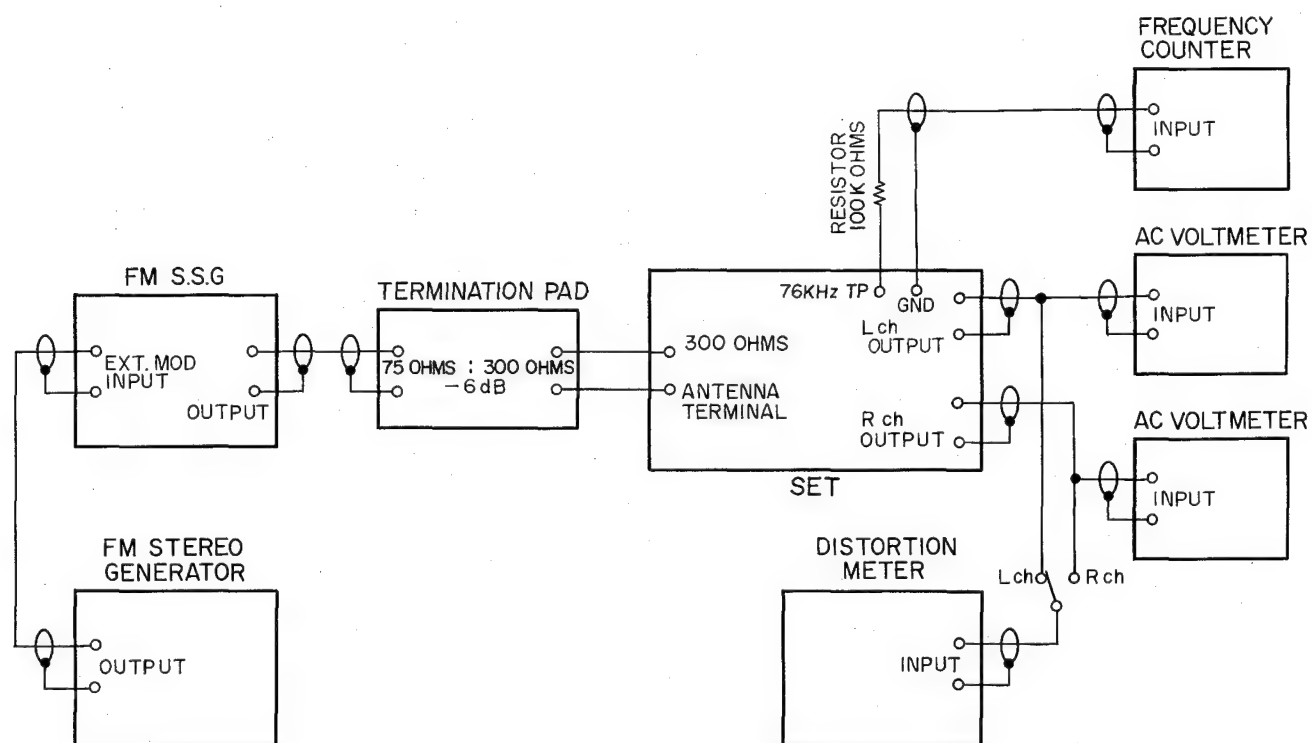 FREQUENCY
COUNTER
INPUT
RESISTOR
100K OHMS
AC VOLTMETER
INPUT
FM S.S.G
EXT. MOD
INPUT
OUTPUT
TERMINATION PAD
75 OHMS : 300 OHMS
-6dB
76KHz TP
GND
L ch
OUTPUT
300 OHMS
ANTENNA
TERMINAL
R ch
OUTPUT
SET
AC VOLTMETER
INPUT
FM STEREO
GENERATOR
OUTPUT
DISTORTION
METER
L ch
R ch
INPUT